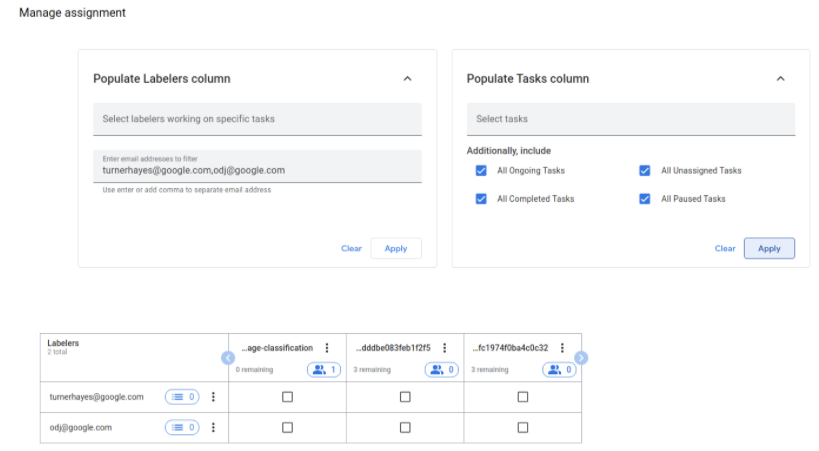 Manage assignment
Populate Labelers column
Select labelers working on specific tasks
Enter email addresses to filter
turnerhayes@google.com,odj@google.com
Use enter or add comma to separate email address
Clear Apply
Populate Tasks column
Select tasks
Additionally, include
All Ongoing Tasks All Unassigned Tasks
All Completed Tasks All Paused Tasks
Clear Apply
Labelers
2 total
...age-classification ...dddbe083feb1f2f5 ...fc1974f0ba4c0c32
0 remaining 1 3 remaining 0 3 remaining 0
turnerhayes@google.com 0
odj@google.com 0